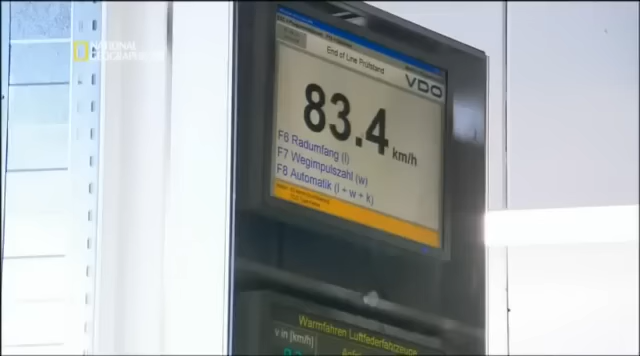 NATIONAL
GEOGRAPHIC
End of Line Prüfstand
VDO
83.4 km/h
F6 Radumfang (l)
F7 Wegimpulszahl (w)
F8 Automatik (l + w + k)
Warmfahren Luftfederfahrzeuge
v in [km/h]